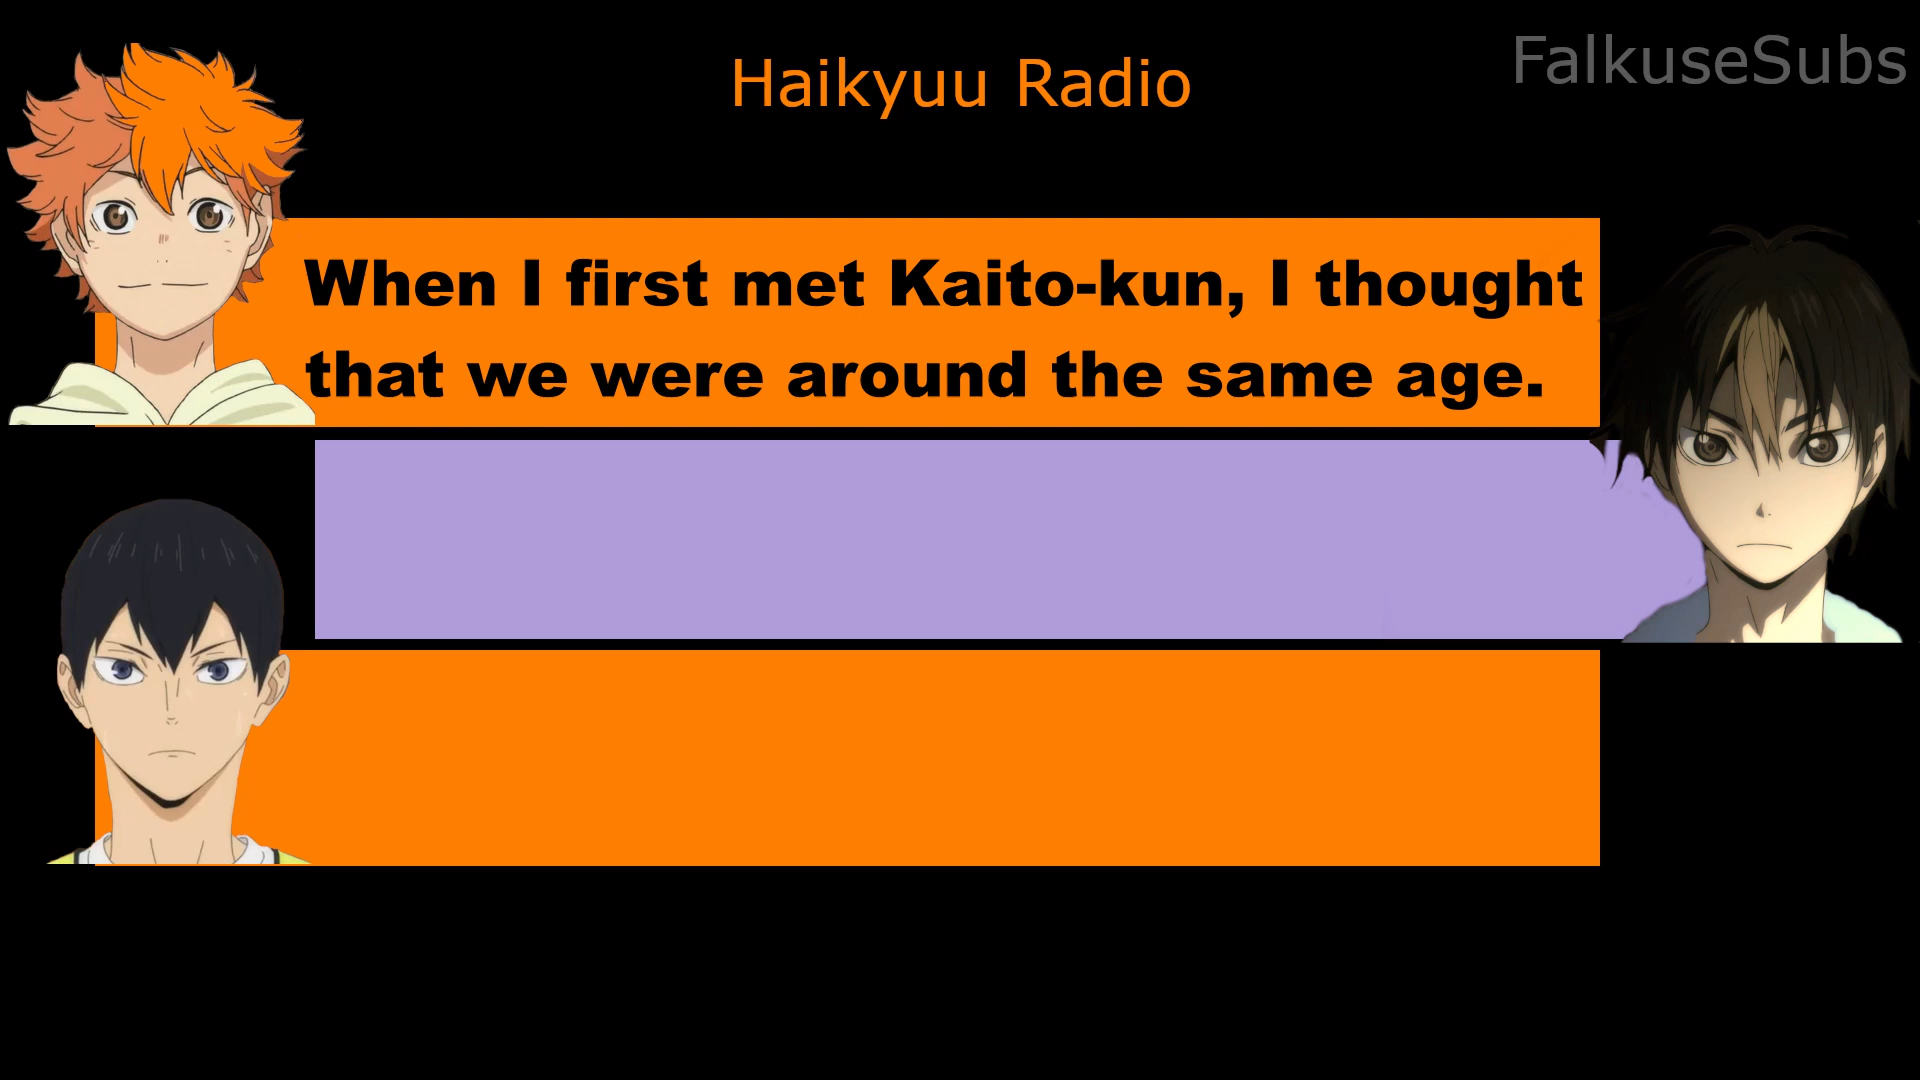 Haikyuu Radio
FalkuseSubs
When I first met Kaito-kun, I thought
that we were around the same age.